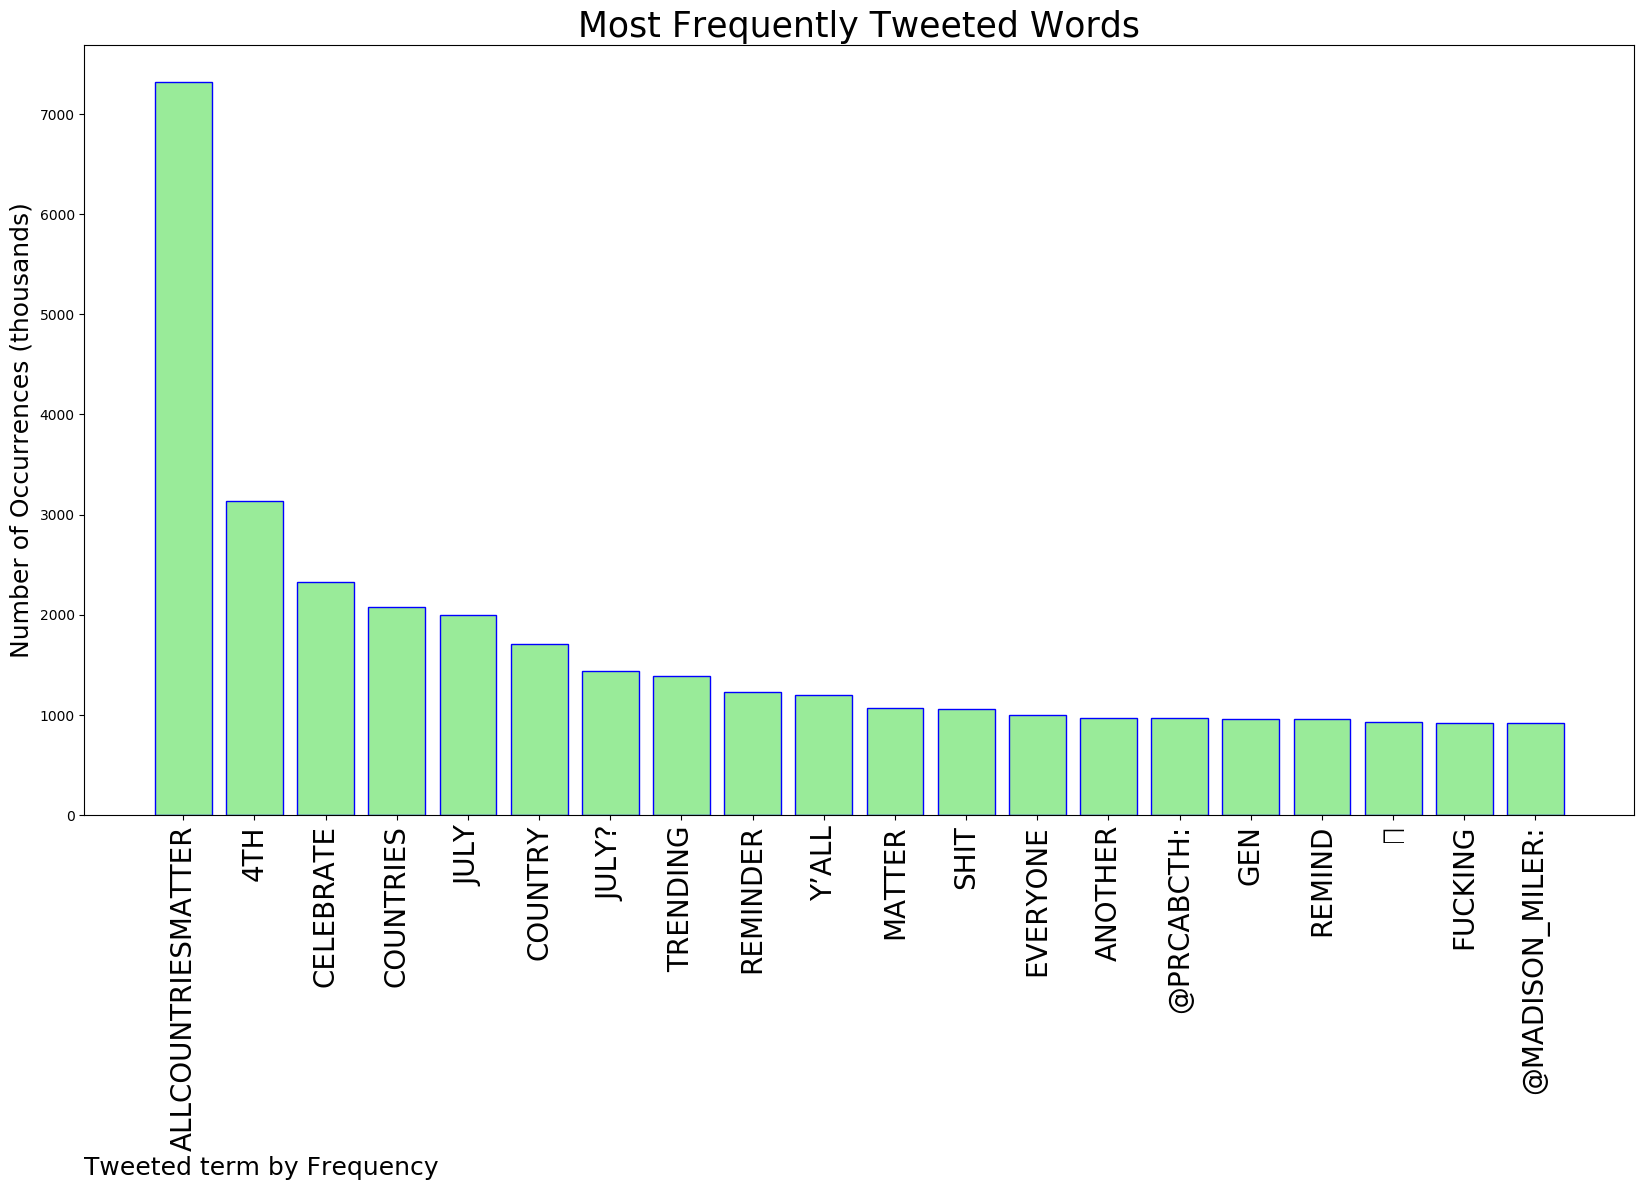 Most Frequently Tweeted Words
Number of Occurrences (thousands)
7000
6000
5000
4000
3000
2000
1000
0
ALLCOUNTRIESMATTER
4TH
CELEBRATE
COUNTRIES
JULY
COUNTRY
JULY?
TRENDING
REMINDER
Y’ALL
MATTER
SHIT
EVERYONE
ANOTHER
@PRCABCTH:
GEN
REMIND
FUCKING
@MADISON_MILER:
Tweeted term by Frequency